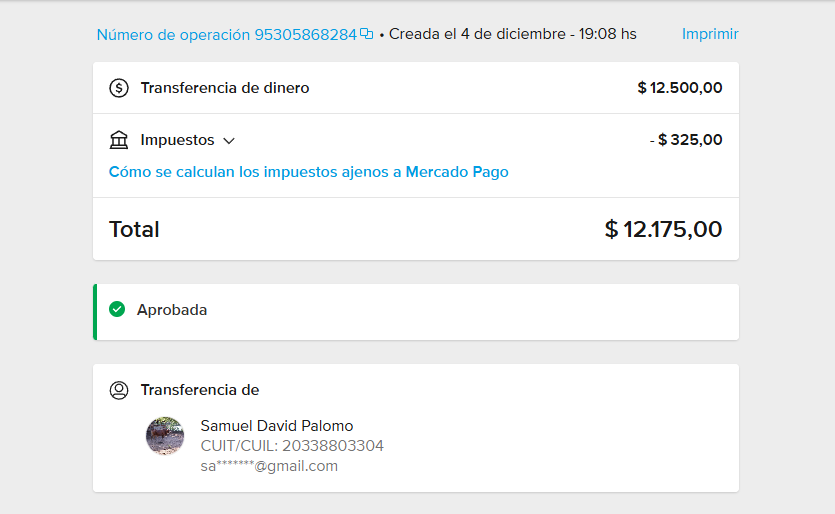 Número de operación 95305868284 • Creada el 4 de diciembre - 19:08 hs Imprimir
Transferencia de dinero $ 12.500,00
Impuestos - $ 325,00
Cómo se calculan los impuestos ajenos a Mercado Pago
Total $ 12.175,00
Aprobada
Transferencia de
Samuel David Palomo
CUIT/CUIL: 20338803304
sa*******@gmail.com